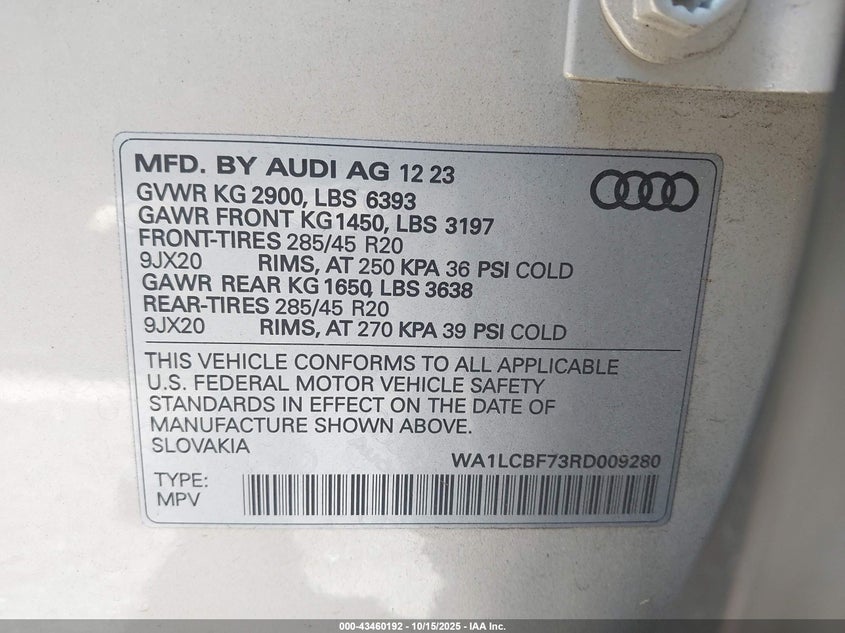 MFD. BY AUDI AG 12 23
GVWR KG 2900, LBS 6393
GAWR FRONT KG1450, LBS 3197
FRONT-TIRES 285/45 R20
9JX20 RIMS, AT 250 KPA 36 PSI COLD
GAWR REAR KG 1650, LBS 3638
REAR-TIRES 285/45 R20
9JX20 RIMS, AT 270 KPA 39 PSI COLD
THIS VEHICLE CONFORMS TO ALL APPLICABLE
U.S. FEDERAL MOTOR VEHICLE SAFETY
STANDARDS IN EFFECT ON THE DATE OF
MANUFACTURE SHOWN ABOVE.
SLOVAKIA
WA1LCBF73RD009280
TYPE:
MPV
000-43460192 - 10/15/2025 - IAA Inc.